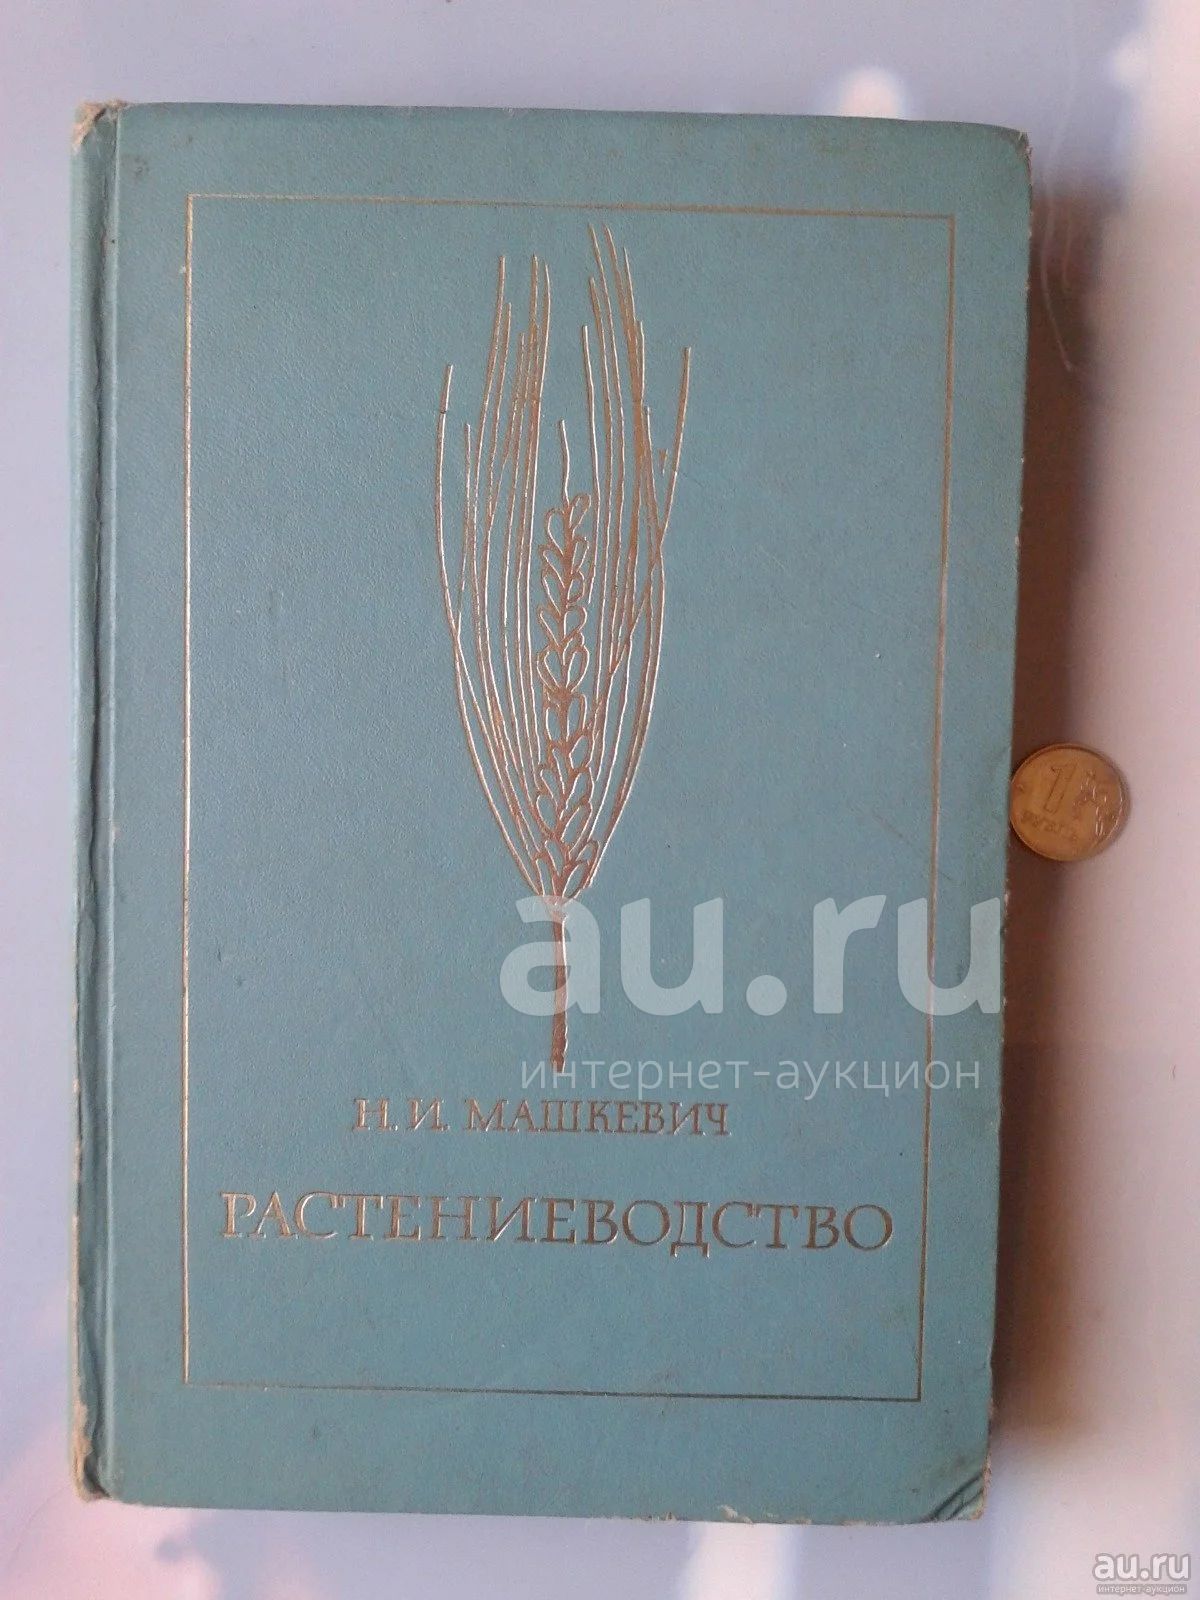 1
РУБЛЬ
au.ru
интернет-аукцион
Н. И. МАШКЕВИЧ
РАСТЕНИЕВОДСТВО
au.ru
интернет-аукцион